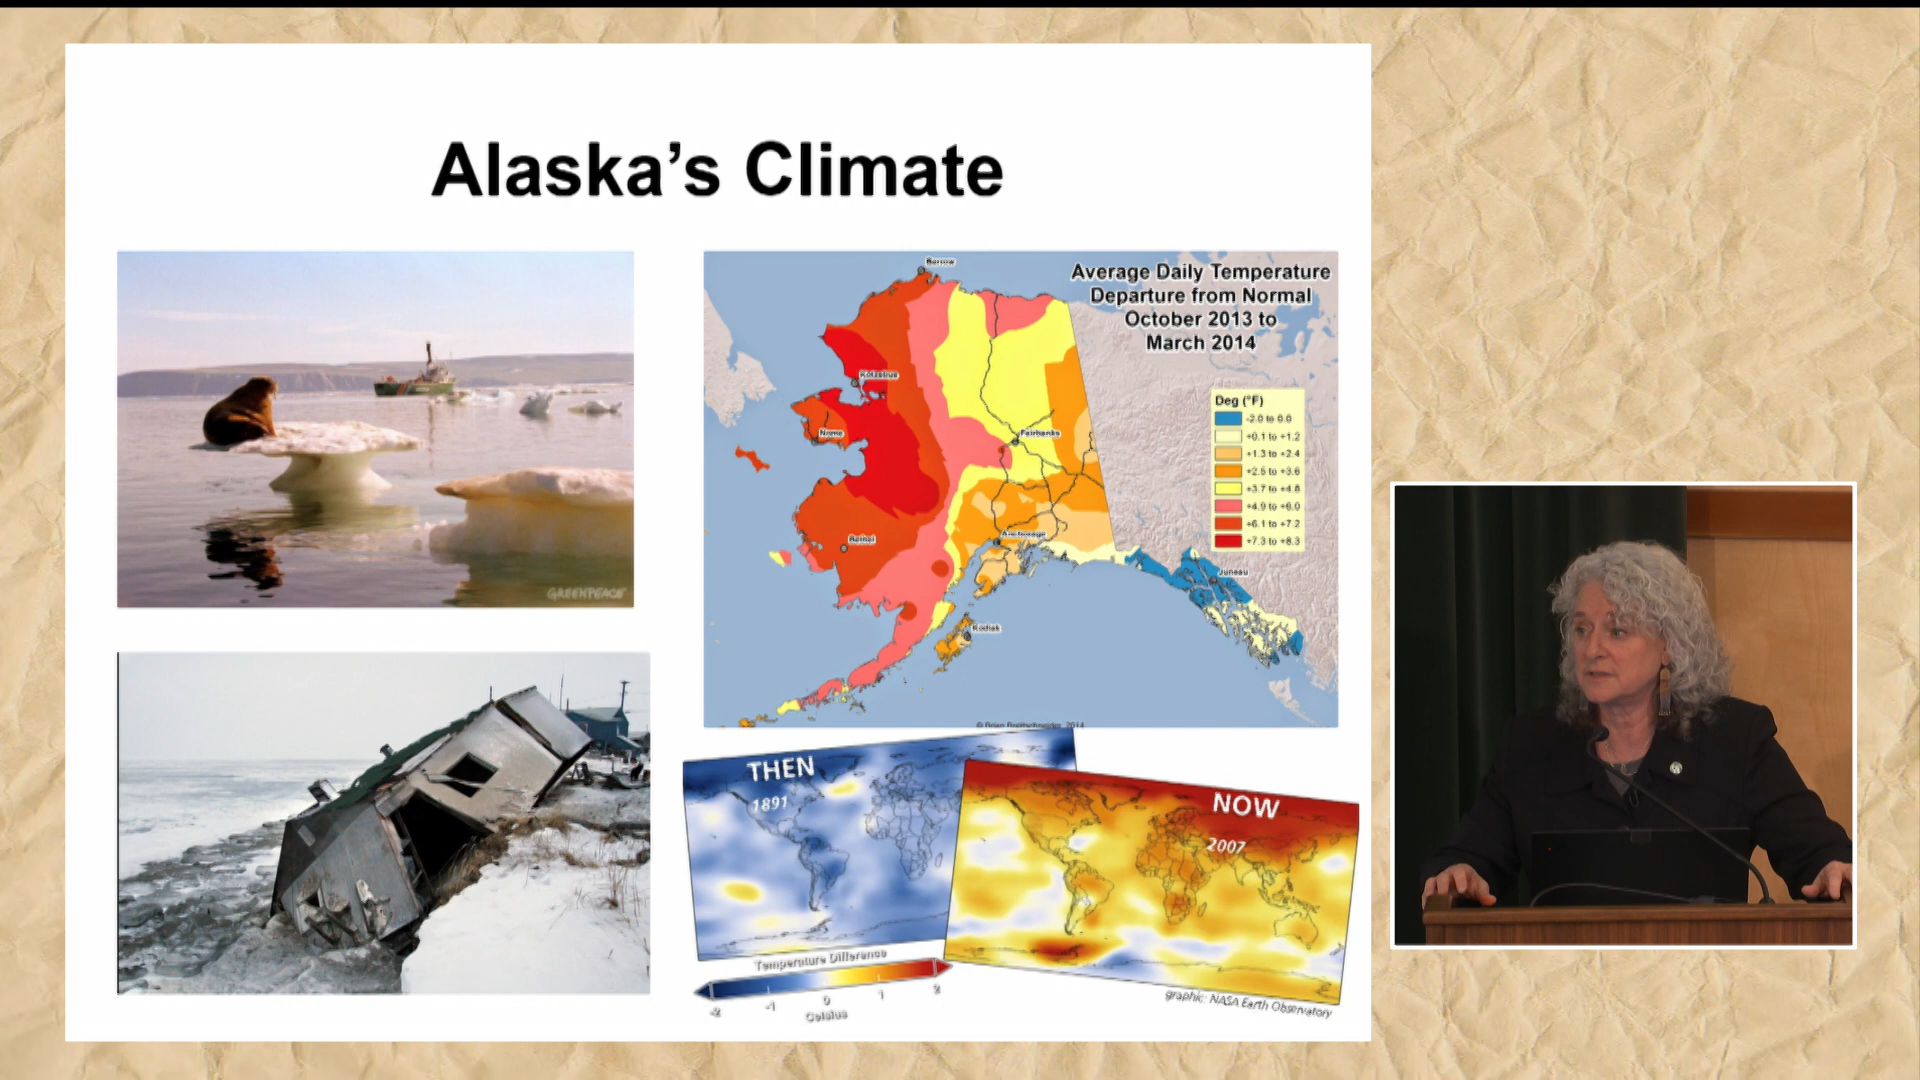 Alaska's Climate
GREENPEACE
Barrow
Average Daily Temperature
Departure from Normal
October 2013 to
March 2014
Kotzebue
Nome
Fairbanks
Bethel
Anchorage
Juneau
Kodiak
Deg (°F)
-2.0 to 0.0
+0.1 to +1.2
+1.3 to +2.4
+2.5 to +3.6
+3.7 to +4.8
+4.9 to +6.0
+6.1 to +7.2
+7.3 to +8.3
© Brian Brettschneider, 2014
THEN
1891
NOW
2007
Temperature Difference
-2 -1 0 1 2
Celsius
graphic: NASA Earth Observatory